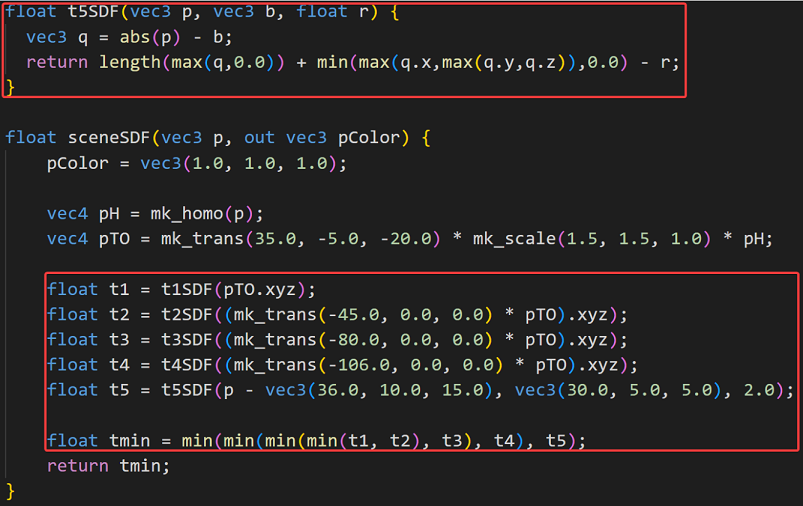 float t5SDF(vec3 p, vec3 b, float r) {
  vec3 q = abs(p) - b;
  return length(max(q,0.0)) + min(max(q.x,max(q.y,q.z)),0.0) - r;
}
float sceneSDF(vec3 p, out vec3 pColor) {
    pColor = vec3(1.0, 1.0, 1.0);
    vec4 pH = mk_homo(p);
    vec4 pTO = mk_trans(35.0, -5.0, -20.0) * mk_scale(1.5, 1.5, 1.0) * pH;
    float t1 = t1SDF(pTO.xyz);
    float t2 = t2SDF((mk_trans(-45.0, 0.0, 0.0) * pTO).xyz);
    float t3 = t3SDF((mk_trans(-80.0, 0.0, 0.0) * pTO).xyz);
    float t4 = t4SDF((mk_trans(-106.0, 0.0, 0.0) * pTO).xyz);
    float t5 = t5SDF(p - vec3(36.0, 10.0, 15.0), vec3(30.0, 5.0, 5.0), 2.0);
    float tmin = min(min(min(min(t1, t2), t3), t4), t5);
    return tmin;
}